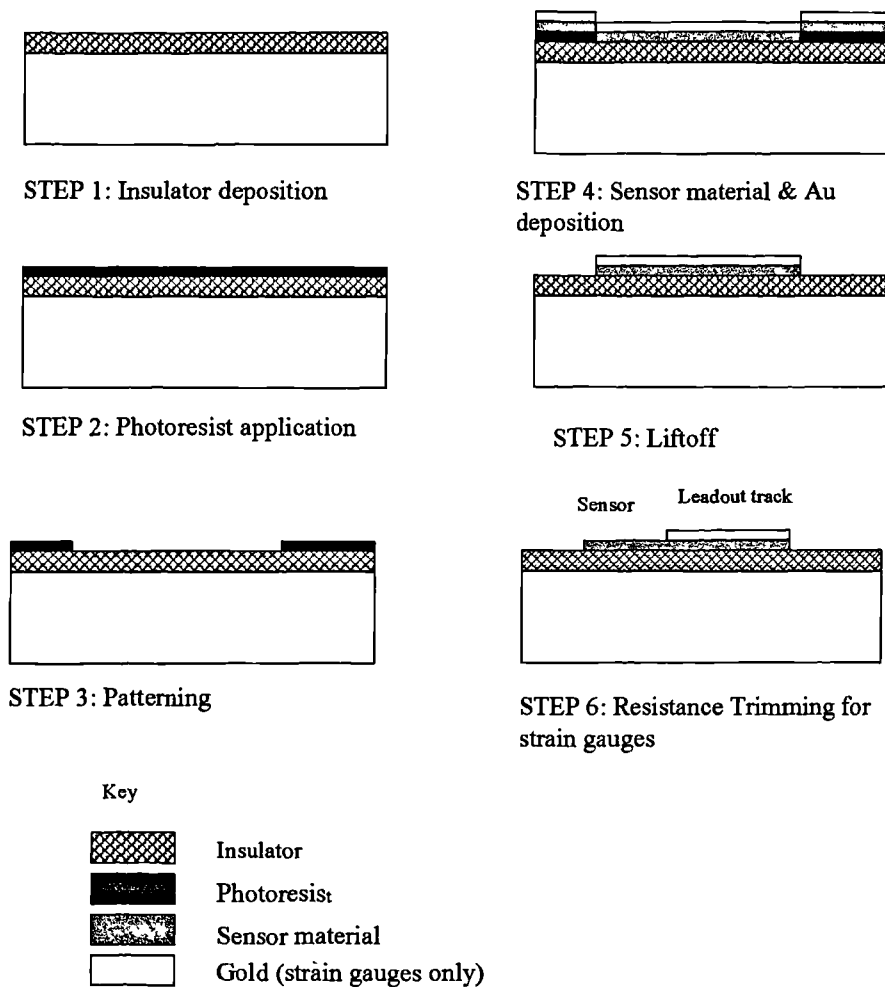 STEP 1: Insulator deposition
STEP 2: Photoresist application
STEP 3: Patterning
STEP 4: Sensor material & Au
deposition
STEP 5: Liftoff
Sensor
Leadout track
STEP 6: Resistance Trimming for
strain gauges
Key
Insulator
Photoresist
Sensor material
Gold (strain gauges only)